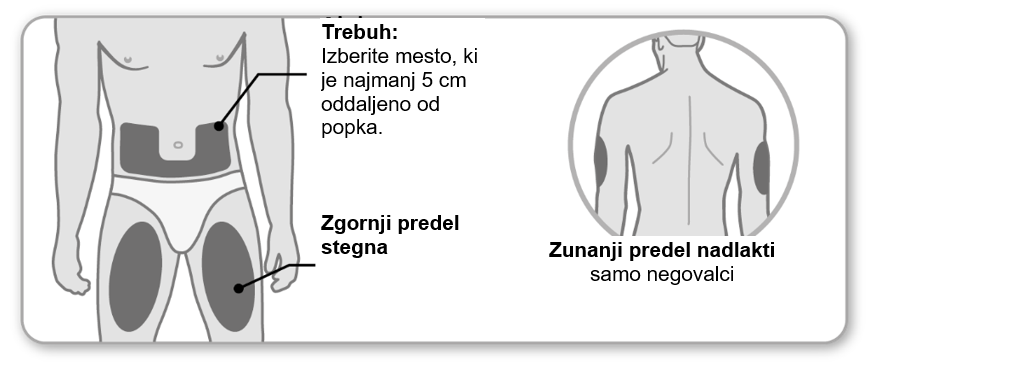 Trebuh:
Izberite mesto, ki
je najmanj 5 cm
oddaljeno od
popka.
Zgornji predel
stegna
Zunanji predel nadlakti
samo negovalci